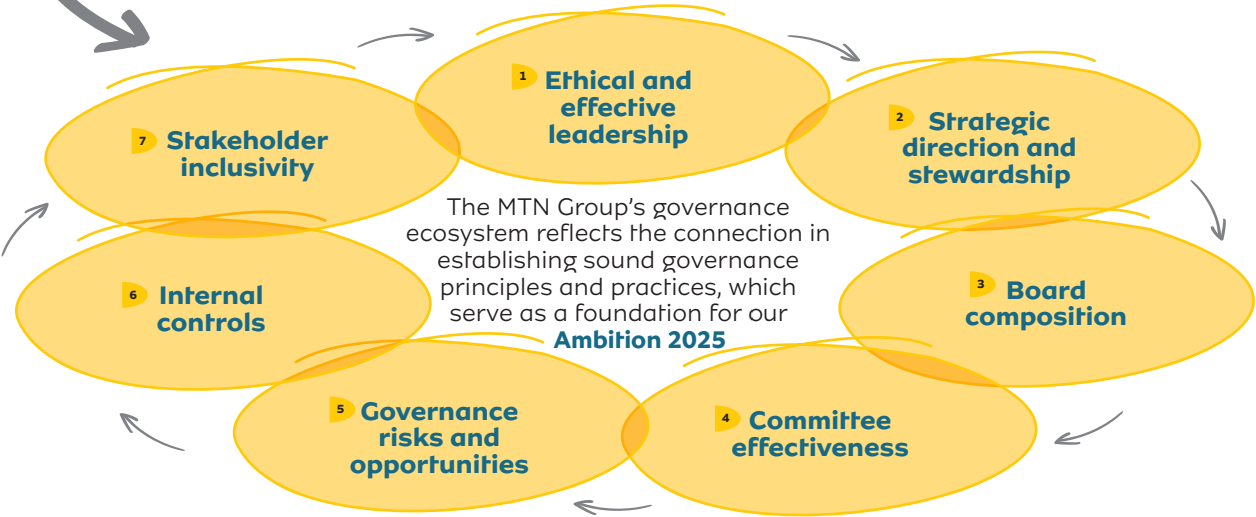 1 Ethical and
effective
leadership
2 Strategic
direction and
stewardship
3 Board
composition
4 Committee
effectiveness
5 Governance
risks and
opportunities
6 Internal
controls
7 Stakeholder
inclusivity
The MTN Group’s governance
ecosystem reflects the connection in
establishing sound governance
principles and practices, which
serve as a foundation for our
Ambition 2025